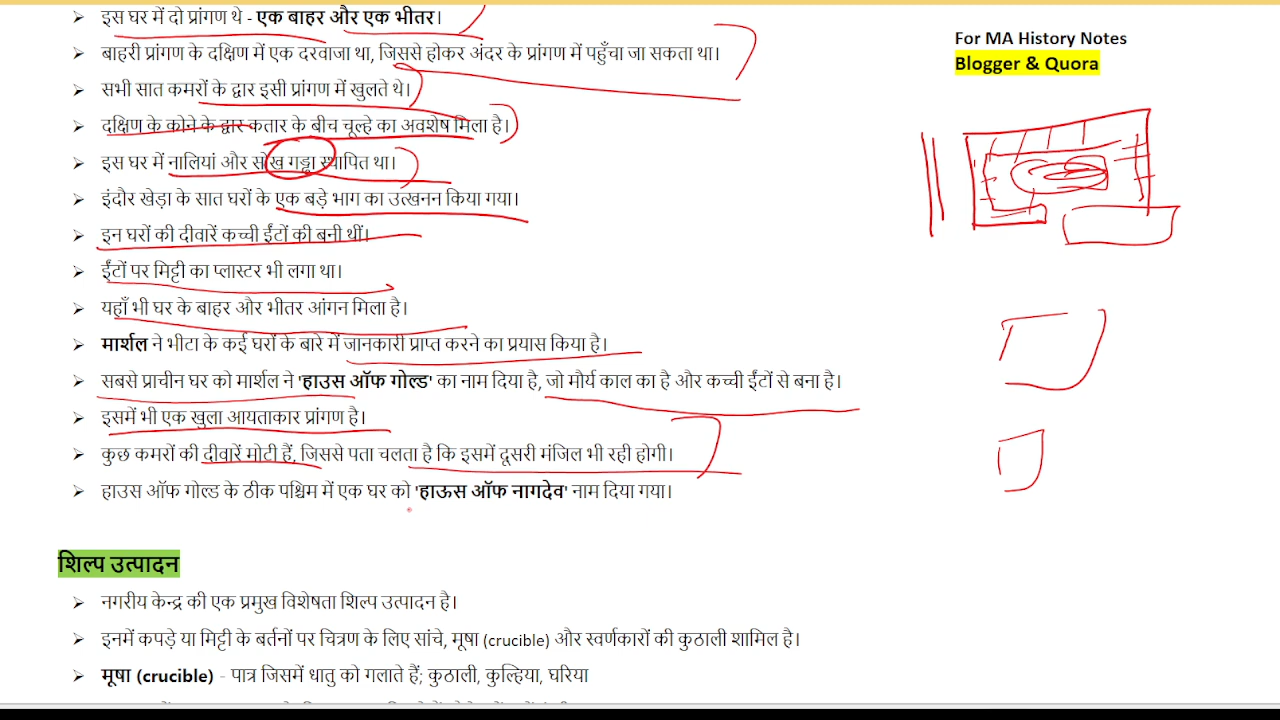 इस घर में दो प्रांगण थे - एक बाहर और एक भीतर।
For MA History Notes
Blogger & Quora
बाहरी प्रांगण के दक्षिण में एक दरवाजा था, जिससे होकर अंदर के प्रांगण में पहुँचा जा सकता था।
सभी सात कमरों के द्वार इसी प्रांगण में खुलते थे।
दक्षिण के कोने के द्वार कतार के बीच चूल्हे का अवशेष मिला है।
इस घर में नालियां और सोख गड्ढा स्थापित था।
इंदौर खेड़ा के सात घरों के एक बड़े भाग का उत्खनन किया गया।
इन घरों की दीवारें कच्ची ईंटों की बनी थीं।
ईंटों पर मिट्टी का प्लास्टर भी लगा था।
यहाँ भी घर के बाहर और भीतर आंगन मिला है।
मार्शल ने भीटा के कई घरों के बारे में जानकारी प्राप्त करने का प्रयास किया है।
सबसे प्राचीन घर को मार्शल ने 'हाउस ऑफ गोल्ड' का नाम दिया है, जो मौर्य काल का है और कच्ची ईंटों से बना है।
इसमें भी एक खुला आयताकार प्रांगण है।
कुछ कमरों की दीवारें मोटी हैं, जिससे पता चलता है कि इसमें दूसरी मंजिल भी रही होगी।
हाउस ऑफ गोल्ड के ठीक पश्चिम में एक घर को 'हाऊस ऑफ नागदेव' नाम दिया गया।
शिल्प उत्पादन
नगरीय केन्द्र की एक प्रमुख विशेषता शिल्प उत्पादन है।
इनमें कपड़े या मिट्टी के बर्तनों पर चित्रण के लिए सांचे, मूषा (crucible) और स्वर्णकारों की कुठाली शामिल है।
मूषा (crucible) - पात्र जिसमें धातु को गलाते हैं; कुठाली, कुल्हिया, घरिया